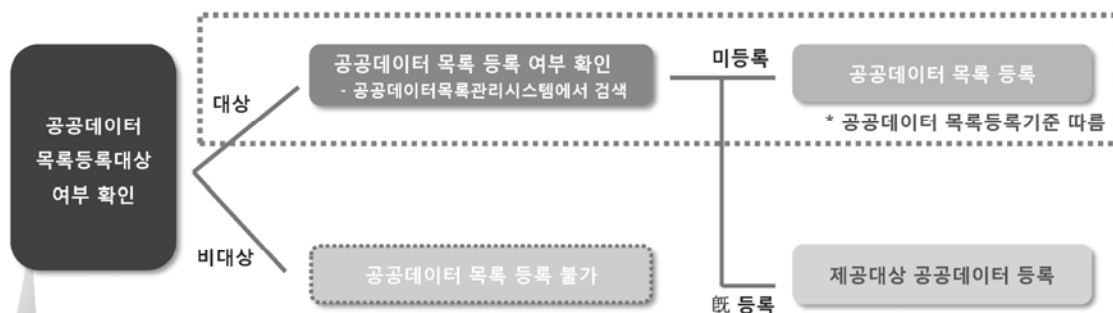 공공데이터
목록등록대상
여부 확인
대상
공공데이터 목록 등록 여부 확인
- 공공데이터목록관리시스템에서 검색
미등록
공공데이터 목록 등록
* 공공데이터 목록등록기준 따름
비대상
공공데이터 목록 등록 불가
旣 등록
제공대상 공공데이터 등록